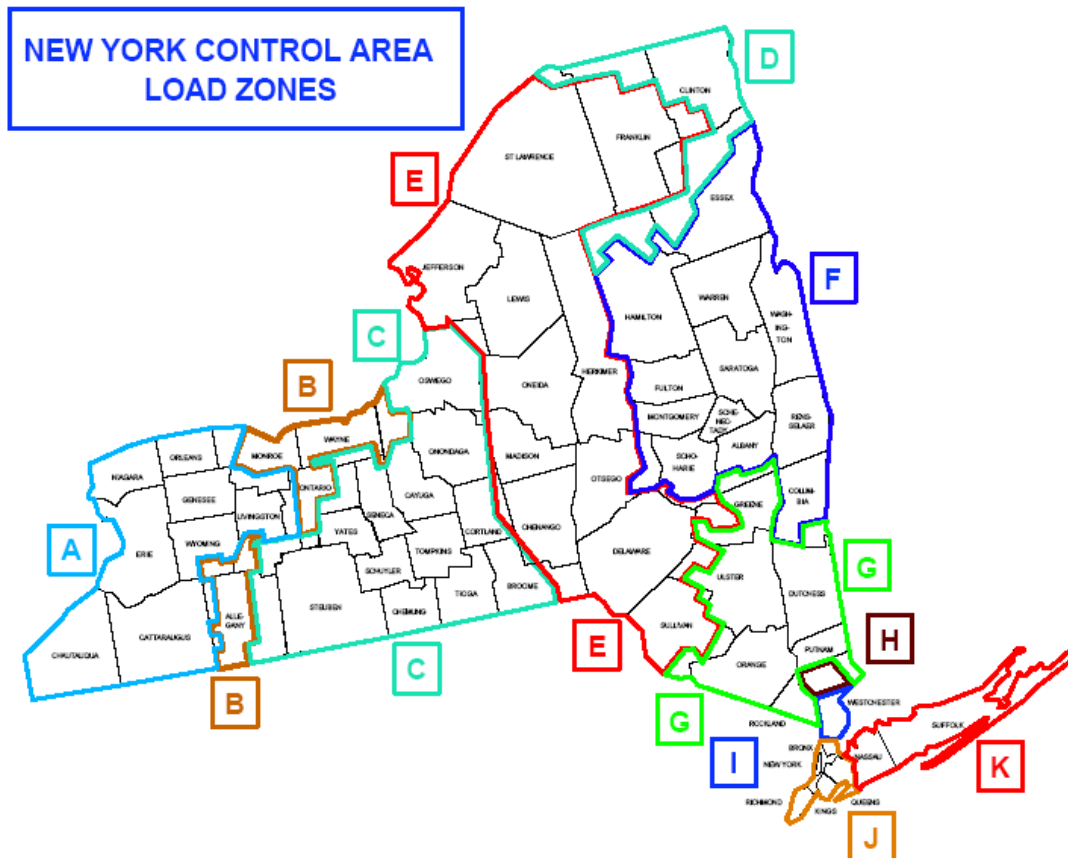 NEW YORK CONTROL AREA
LOAD ZONES
D
CLINTON
FRANKLIN
ST LAWRENCE
E
ESSEX
JEFFERSON
F
LEWIS
WARREN
WASH-
ING-
TON
HAMILTON
C
OSWEGO
ONEIDA
HERKIMER
SARATOGA
B
FULTON
MONTGOMERY
SCHE-
NEC-
TADY
RENS-
SELAER
WAYNE
MONROE
ORLEANS
NIAGARA
ONONDAGA
MADISON
SCHO-
HARIE
ALBANY
OTSEGO
ONTARIO
GENESEE
LIVINGSTON
CAYUGA
SENECA
COLUM-
BIA
GREENE
WYOMING
YATES
CORTLAND
CHENANGO
A
ERIE
TOMPKINS
DELAWARE
G
ULSTER
SCHUYLER
TIOGA
BROOME
DUTCHESS
STEUBEN
CHEMUNG
ALLE-
GANY
SULLIVAN
E
H
CATTARAUGUS
CHAUTAUQUA
C
PUTNAM
ORANGE
B
G
ROCKLAND
WESTCHESTER
SUFFOLK
I
BRONX
NEW YORK
NASSAU
K
RICHMOND
KINGS
QUEENS
J